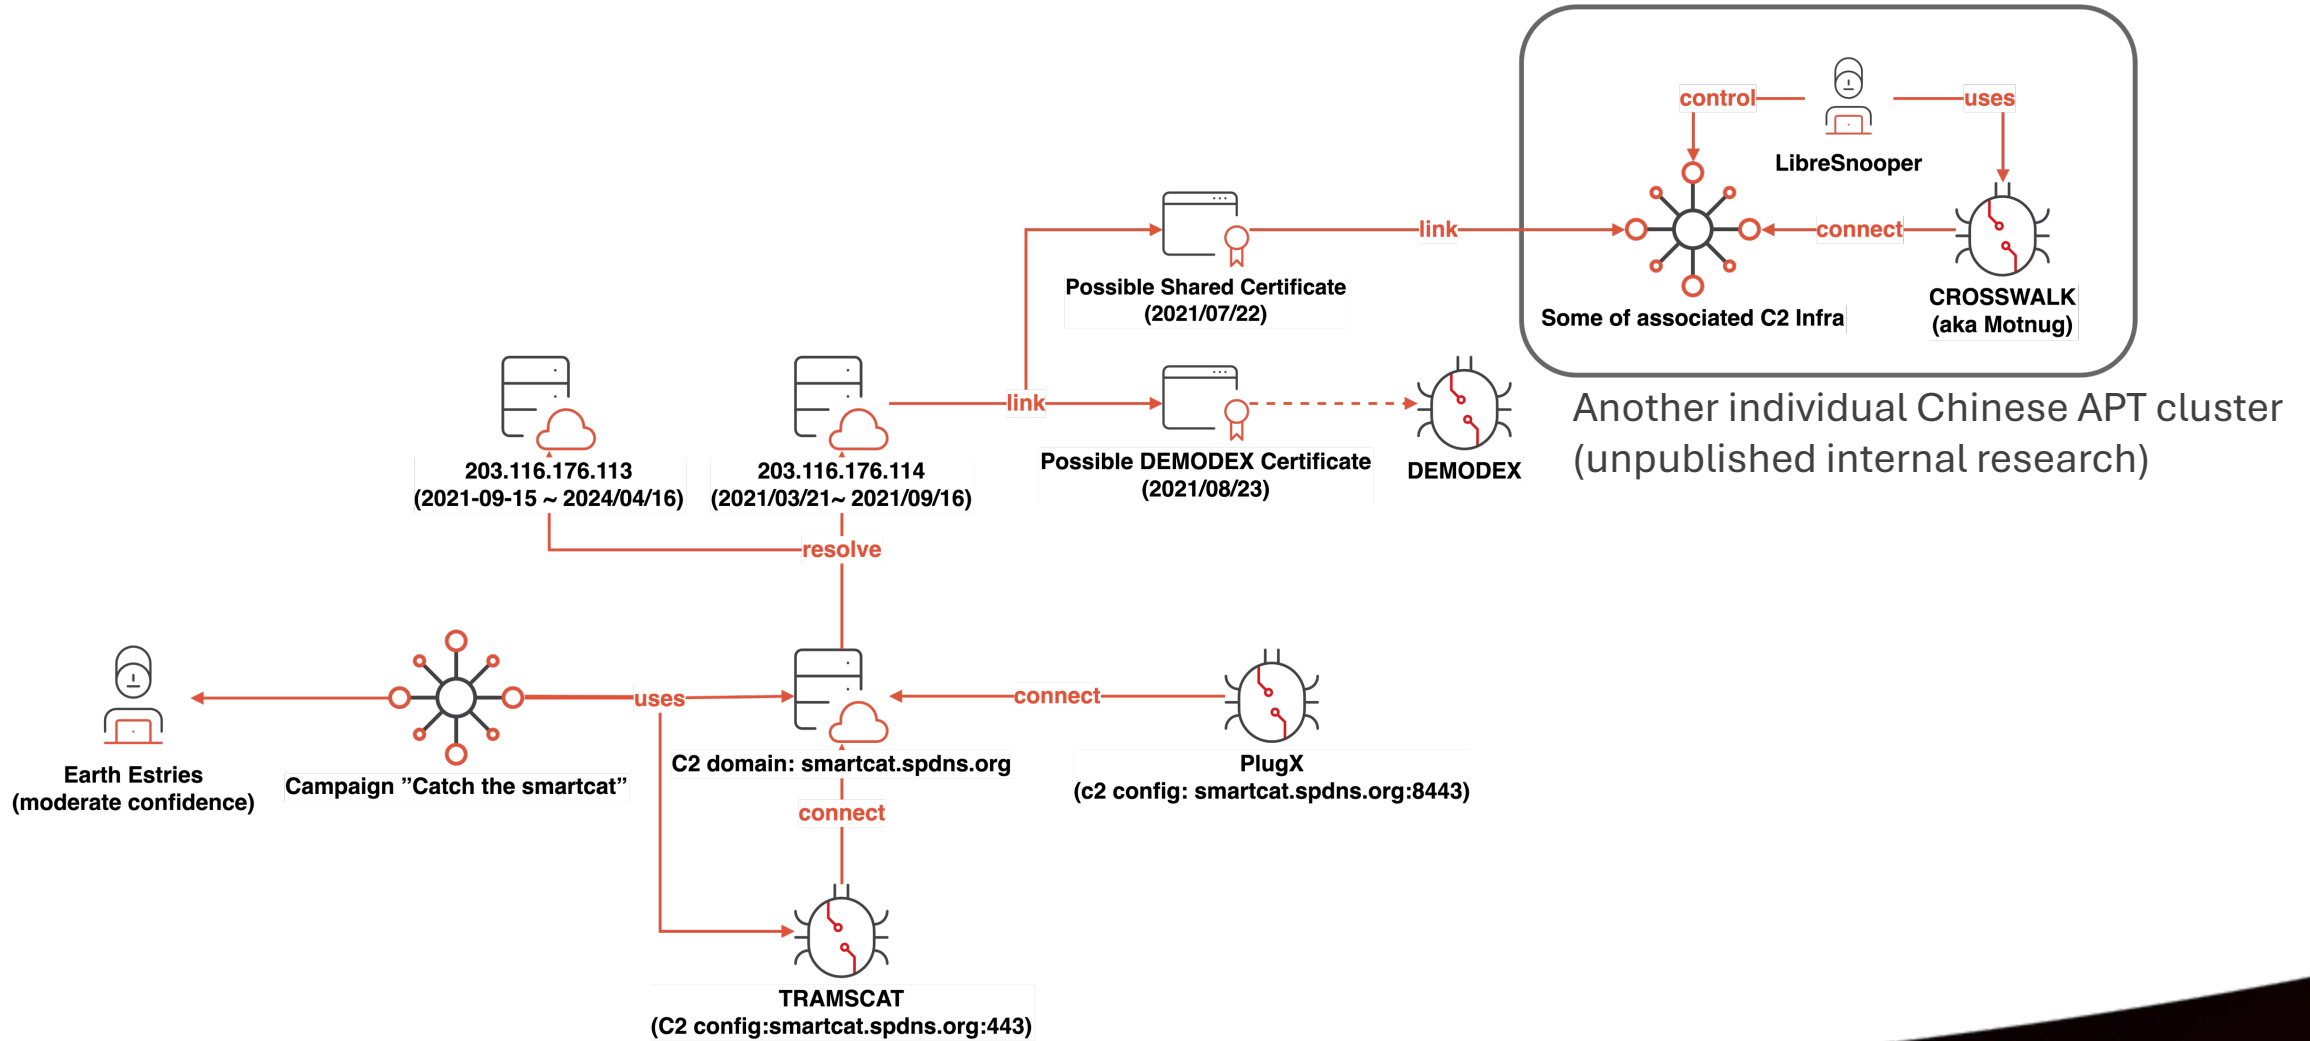 control
uses
LibreSnooper
link
connect
Possible Shared Certificate
(2021/07/22)
Some of associated C2 Infra
CROSSWALK
(aka Motnug)
link
Another individual Chinese APT cluster
(unpublished internal research)
203.116.176.113
(2021-09-15 ~ 2024/04/16)
203.116.176.114
(2021/03/21~ 2021/09/16)
Possible DEMODEX Certificate
(2021/08/23)
DEMODEX
resolve
uses
connect
Earth Estries
(moderate confidence)
Campaign ”Catch the smartcat”
C2 domain: smartcat.spdns.org
PlugX
(c2 config: smartcat.spdns.org:8443)
connect
TRAMSCAT
(C2 config:smartcat.spdns.org:443)